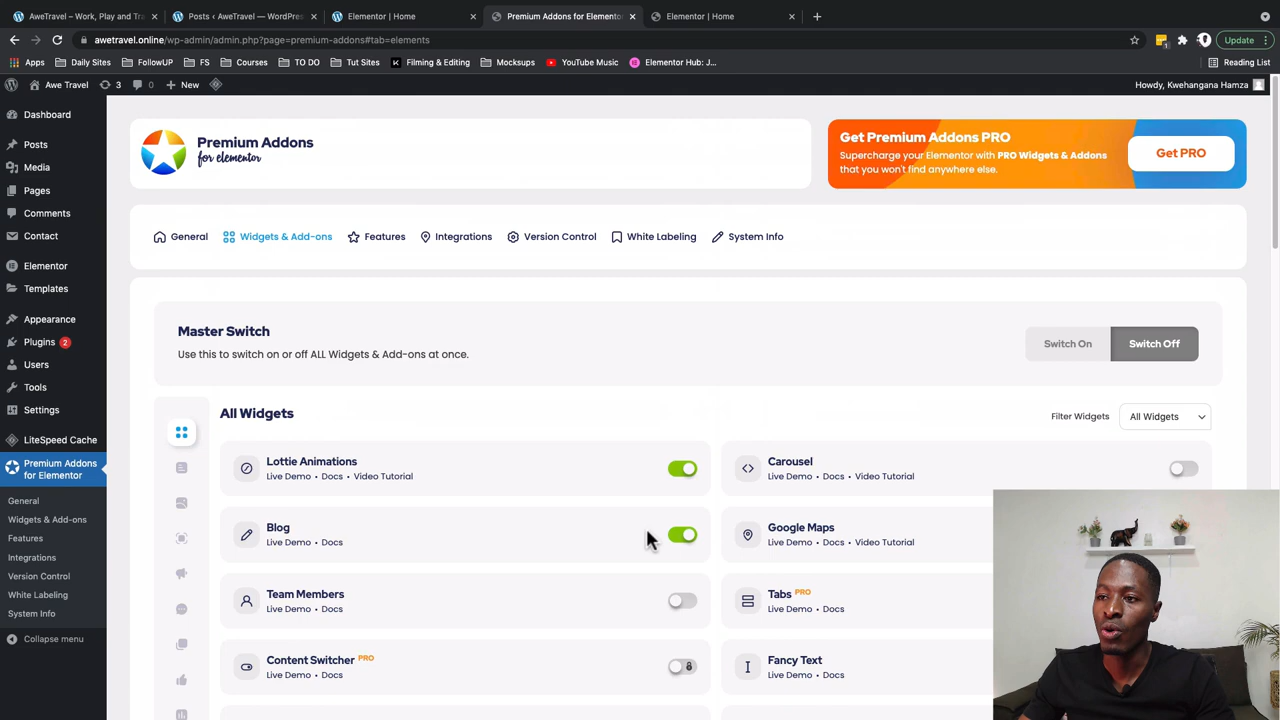 AweTravel – Work, Play and Tra
Posts ‹ AweTravel — WordPres
Elementor | Home
Premium Addons for Elemento
Elementor | Home
awetravel.online/wp-admin/admin.php?page=premium-addons#tab=elements
1
Update
Apps
Daily Sites
FollowUP
FS
Courses
TO DO
Tut Sites
Filming & Editing
Mockups
YouTube Music
Elementor Hub: J...
Reading List
Awe Travel
3
0
New
Howdy, Kwehangana Hamza
Dashboard
Posts
Media
Pages
Comments
Contact
Elementor
Templates
Appearance
Plugins 2
Users
Tools
Settings
LiteSpeed Cache
Premium Addons
for Elementor
General
Widgets & Add-ons
Features
Integrations
Version Control
White Labeling
System Info
Collapse menu
Premium Addons
for elementor
Get Premium Addons PRO
Supercharge your Elementor with PRO Widgets & Addons
that you won't find anywhere else.
Get PRO
General
Widgets & Add-ons
Features
Integrations
Version Control
White Labeling
System Info
Master Switch
Use this to switch on or off ALL Widgets & Add-ons at once.
Switch On
Switch Off
All Widgets
Filter Widgets
All Widgets
Lottie Animations
Live Demo • Docs • Video Tutorial
Carousel
Live Demo • Docs • Video Tutorial
Blog
Live Demo • Docs
Google Maps
Live Demo • Docs • Video Tutorial
Team Members
Live Demo • Docs
Tabs PRO
Live Demo • Docs
Content Switcher PRO
Live Demo • Docs
Fancy Text
Live Demo • Docs